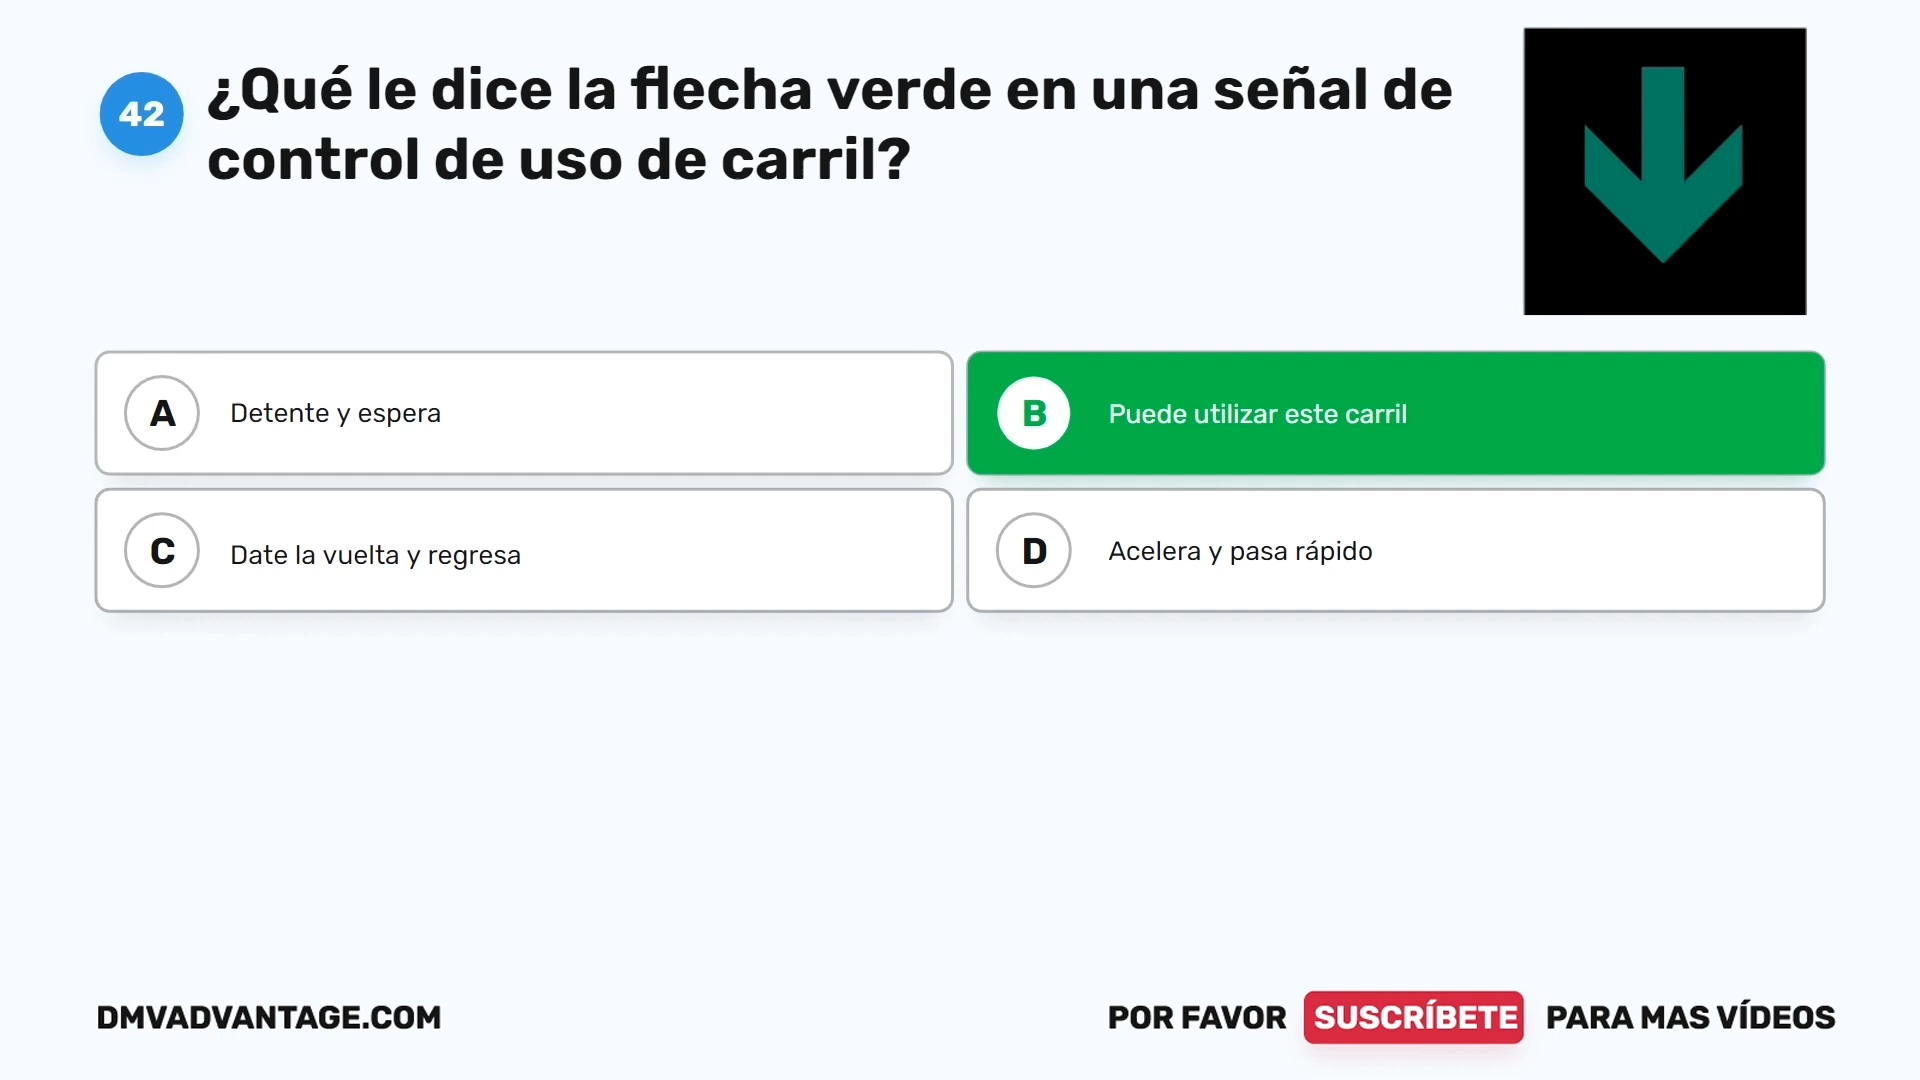 42
¿Qué le dice la flecha verde en una señal de
control de uso de carril?
A
Detente y espera
B
Puede utilizar este carril
C
Date la vuelta y regresa
D
Acelera y pasa rápido
DMVADVANTAGE.COM
POR FAVOR SUSCRÍBETE PARA MAS VÍDEOS